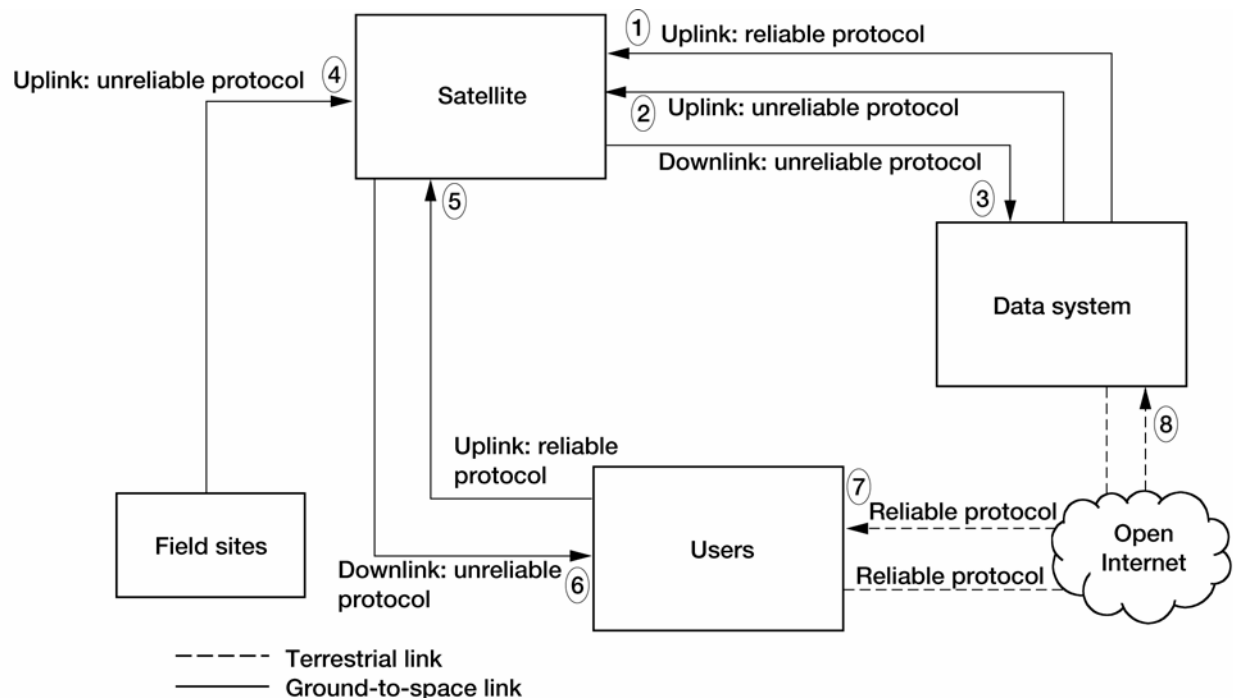 1
Uplink: reliable protocol
Uplink: unreliable protocol
4
Satellite
2
Uplink: unreliable protocol
Downlink: unreliable protocol
5
3
Data system
8
Uplink: reliable
protocol
7
Reliable protocol
Field sites
Users
Open
Internet
Downlink: unreliable
protocol
6
Reliable protocol
Terrestrial link
Ground-to-space link